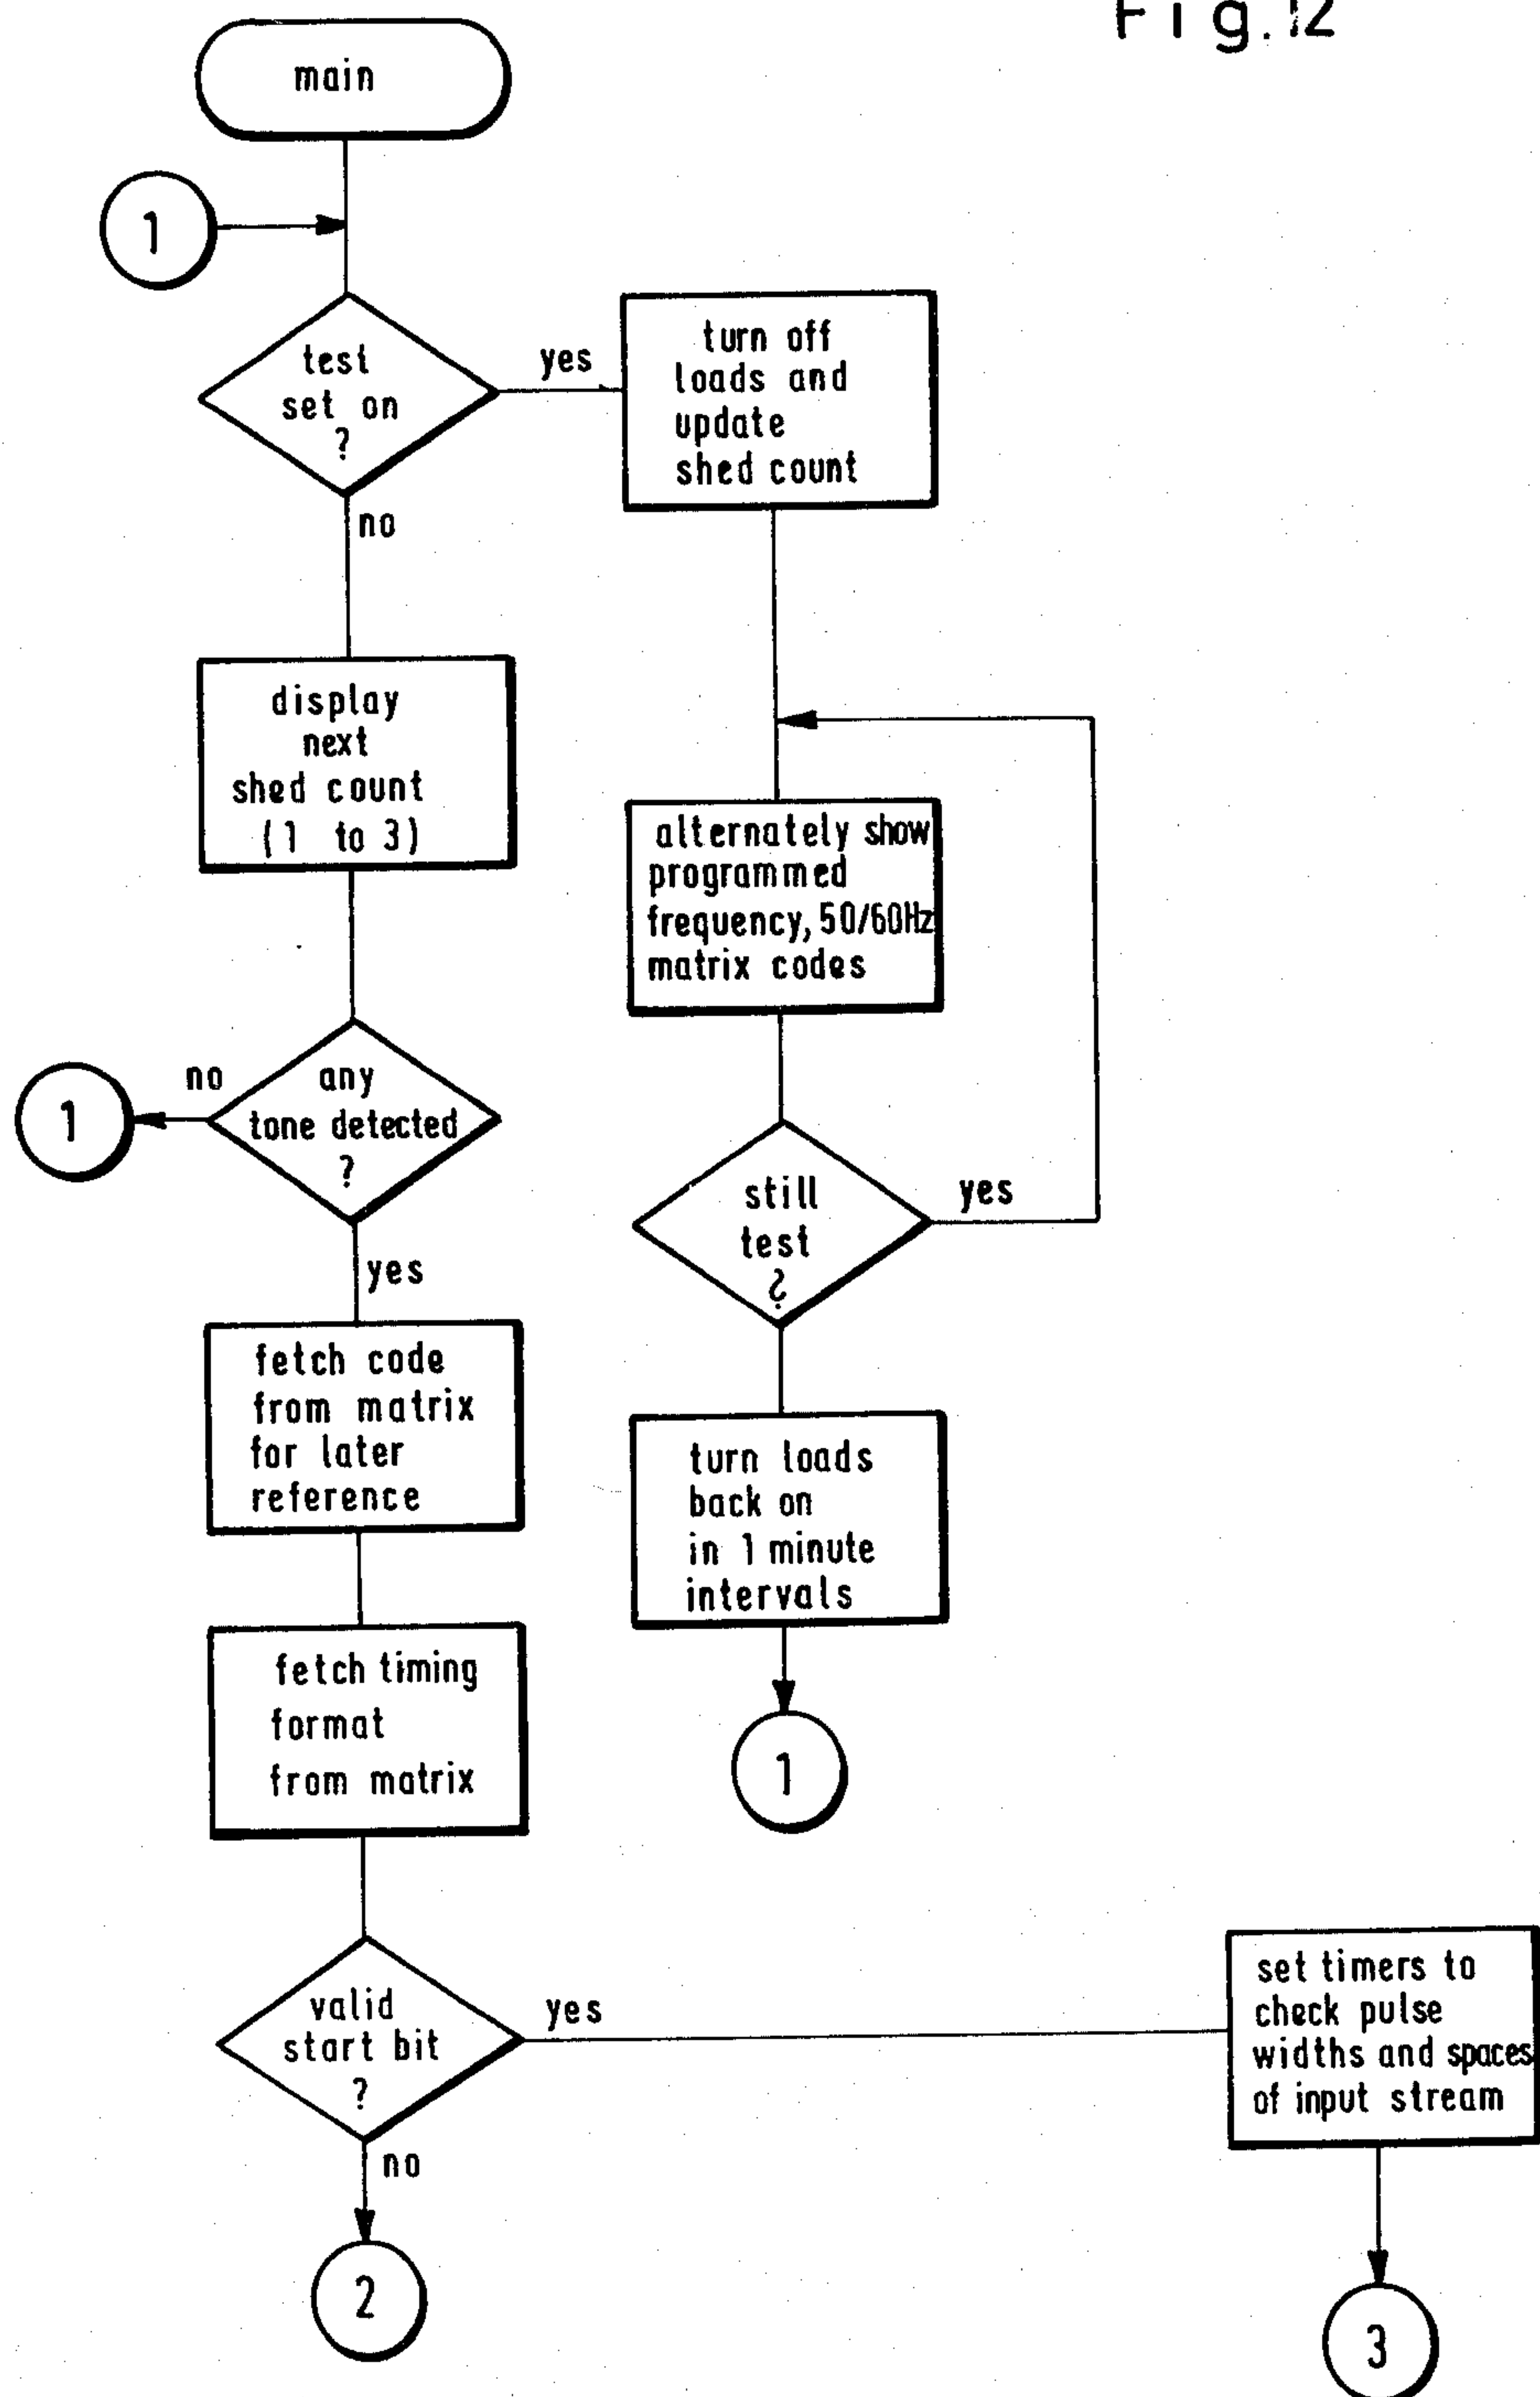 Fig.12
main
1
test
set on
?
yes
no
turn off
loads and
update
shed count
display
next
shed count
(1 to 3)
alternately show
programmed
frequency, 50/60Hz
matrix codes
no
any
tone detected
?
1
yes
still
test
?
yes
fetch code
from matrix
for later
reference
turn loads
back on
in 1 minute
intervals
fetch timing
format
from matrix
1
valid
start bit
?
yes
no
set timers to
check pulse
widths and spaces
of input stream
2
3